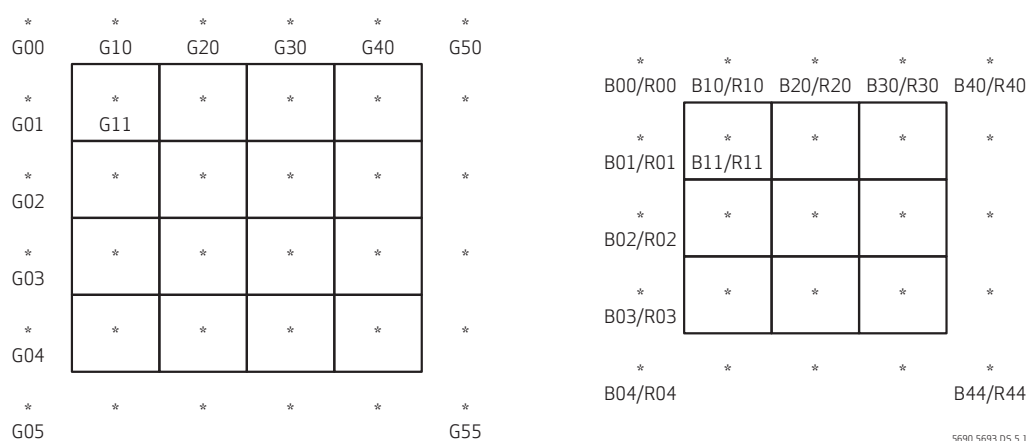 * * * * * *
G00 G10 G20 G30 G40 G50
* * * * * *
G01 G11
* * * * * *
G02
* * * * * *
G03
* * * * * *
G04
* * * * * *
G05 G55
* * * * *
B00/R00 B10/R10 B20/R20 B30/R30 B40/R40
* * * * *
B01/R01 B11/R11
* * * * *
B02/R02
* * * * *
B03/R03
* * * * *
B04/R04 B44/R44
5690 5693 DS 5 1